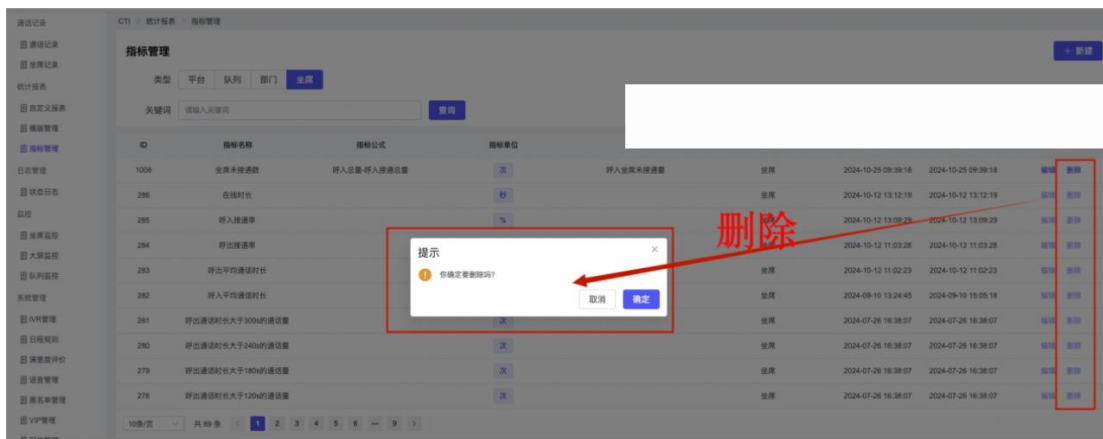 通话记录
通话记录
坐席记录
统计报表
自定义报表
模版管理
指标管理
日志管理
状态日志
监控
坐席监控
大屏监控
队列监控
系统管理
IVR管理
日程规则
满意度评价
语音管理
黑名单管理
VIP管理
CTI / 统计报表 / 指标管理
指标管理
+ 新建
类型 平台 队列 部门 坐席
关键词 请输入关键词 查询
ID 指标名称 指标公式 指标单位
1008 坐席未接通数 呼入总量-呼入接通总量 次 呼入坐席未接通量 坐席 2024-10-25 09:39:18 2024-10-25 09:39:18 编辑 删除
286 在线时长 秒 坐席 2024-10-12 13:12:19 2024-10-12 13:12:19 编辑 删除
285 呼入接通率 % 坐席 2024-10-12 13:09:29 2024-10-12 13:09:29 编辑 删除
284 呼出接通率 坐席 2024-10-12 11:03:28 2024-10-12 11:03:28 编辑 删除
283 呼出平均通话时长 坐席 2024-10-12 11:02:23 2024-10-12 11:02:23 编辑 删除
282 呼入平均通话时长 坐席 2024-09-10 13:24:45 2024-09-10 15:05:18 编辑 删除
281 呼出通话时长大于300s的通话量 次 坐席 2024-07-26 16:38:07 2024-07-26 16:38:07 编辑 删除
280 呼出通话时长大于240s的通话量 次 坐席 2024-07-26 16:38:07 2024-07-26 16:38:07 编辑 删除
279 呼出通话时长大于180s的通话量 次 坐席 2024-07-26 16:38:07 2024-07-26 16:38:07 编辑 删除
278 呼出通话时长大于120s的通话量 次 坐席 2024-07-26 16:38:07 2024-07-26 16:38:07 编辑 删除
10条/页 共 89 条 < 1 2 3 4 5 6 ••• 9 >
提示 ×
你确定要删除吗?
取消 确定
删除